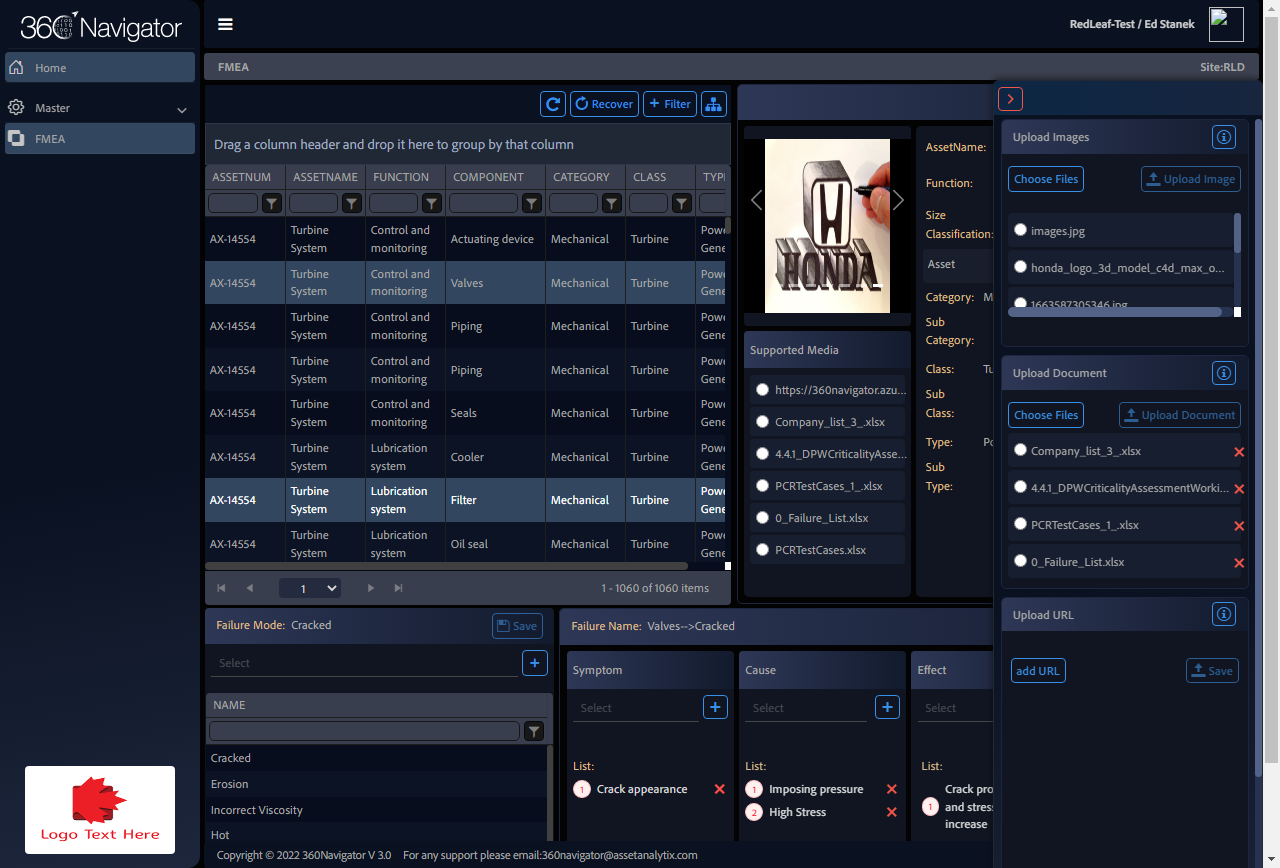 360 Navigator
RedLeaf-Test / Ed Stanek
Home
Master
FMEA
FMEA
Site:RLD
Recover
+ Filter
Drag a column header and drop it here to group by that column
ASSETNUM ASSETNAME FUNCTION COMPONENT CATEGORY CLASS TYPE
AX-14554 Turbine System Control and monitoring Actuating device Mechanical Turbine Powe Gene
AX-14554 Turbine System Control and monitoring Valves Mechanical Turbine Powe Gene
AX-14554 Turbine System Control and monitoring Piping Mechanical Turbine Powe Gene
AX-14554 Turbine System Control and monitoring Piping Mechanical Turbine Powe Gene
AX-14554 Turbine System Control and monitoring Seals Mechanical Turbine Powe Gene
AX-14554 Turbine System Lubrication system Cooler Mechanical Turbine Powe Gene
AX-14554 Turbine System Lubrication system Filter Mechanical Turbine Powe Gene
AX-14554 Turbine System Lubrication system Oil seal Mechanical Turbine Powe Gene
1
1 - 1060 of 1060 items
HONDA
Supported Media
https://360navigator.azu...
Company_list_3_.xlsx
4.4.1_DPWCriticalityAsse...
PCRTestCases_1_.xlsx
0_Failure_List.xlsx
PCRTestCases.xlsx
AssetName:
Function:
Size
Classification:
Asset
Category: M
Sub
Category:
Class: Tu
Sub
Class:
Type: Po
Sub
Type:
Upload Images
Choose Files
Upload Image
images.jpg
honda_logo_3d_model_c4d_max_o...
1663587305346.jpg
Upload Document
Choose Files
Upload Document
Company_list_3_.xlsx
4.4.1_DPWCriticalityAssessmentWorki...
PCRTestCases_1_.xlsx
0_Failure_List.xlsx
Upload URL
add URL
Save
Failure Mode: Cracked
Save
Select
NAME
Cracked
Erosion
Incorrect Viscosity
Hot
Failure Name: Valves-->Cracked
Symptom
Select
List:
1 Crack appearance
Cause
Select
List:
1 Imposing pressure
2 High Stress
Effect
Select
List:
1 Crack pro
and stress
increase
Logo Text Here
Copyright © 2022 360Navigator V 3.0 For any support please email:360navigator@assetanalytix.com